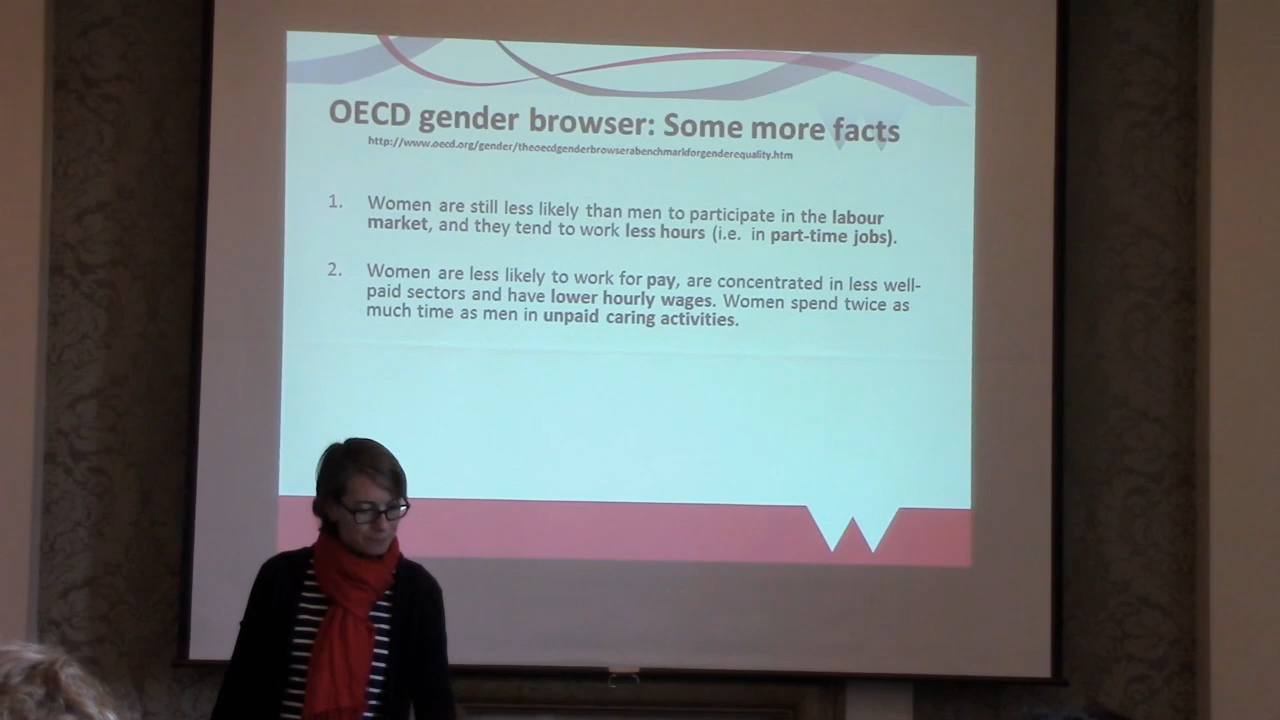 OECD gender browser: Some more facts
http://www.oecd.org/gender/theoecdgenderbrowserabenchmarkforgenderequality.htm
1. Women are still less likely than men to participate in the labour
market, and they tend to work less hours (i.e. in part-time jobs).
2. Women are less likely to work for pay, are concentrated in less well-
paid sectors and have lower hourly wages. Women spend twice as
much time as men in unpaid caring activities.
W